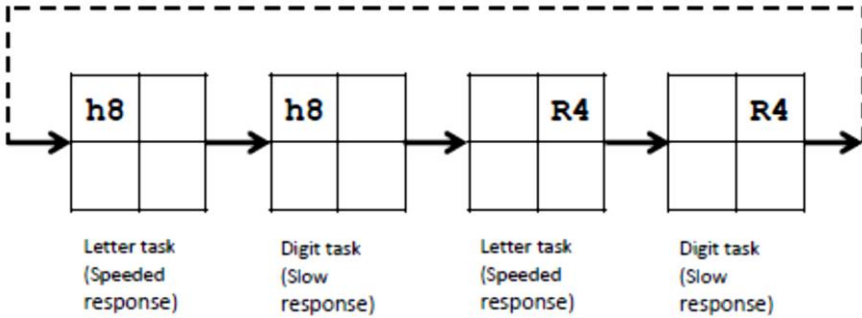 h8
h8
R4
R4
Letter task
(Speeded
response)
Digit task
(Slow
response)
Letter task
(Speeded
response)
Digit task
(Slow
response)